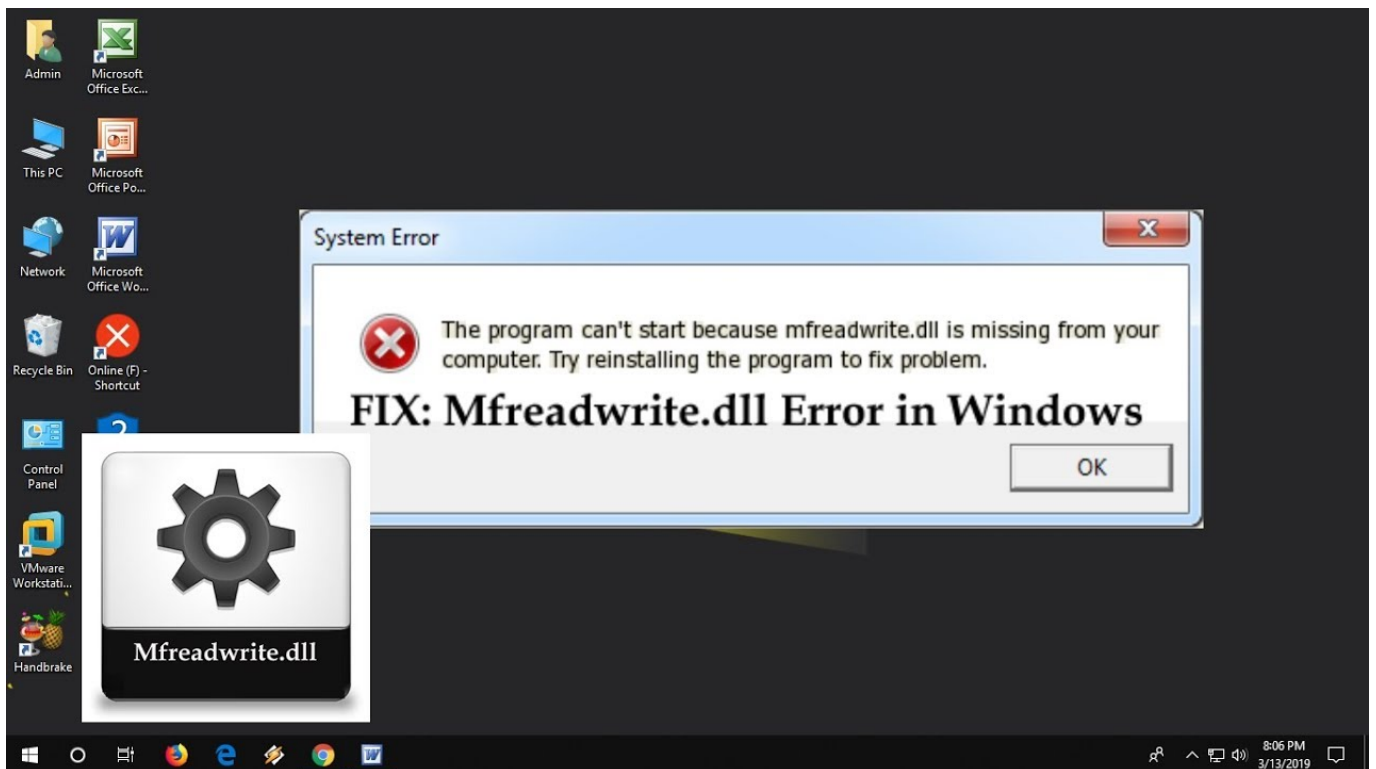 Admin
Microsoft
Office Exc...
This PC
Microsoft
Office Po...
Network
Microsoft
Office Wo...
Recycle Bin
Online (F) -
Shortcut
Control
Panel
VMware
Workstati...
Handbrake
System Error
The program can't start because mfreadwrite.dll is missing from your
computer. Try reinstalling the program to fix problem.
FIX: Mfreadwrite.dll Error in Windows
OK
Mfreadwrite.dll
8:06 PM
3/13/2019